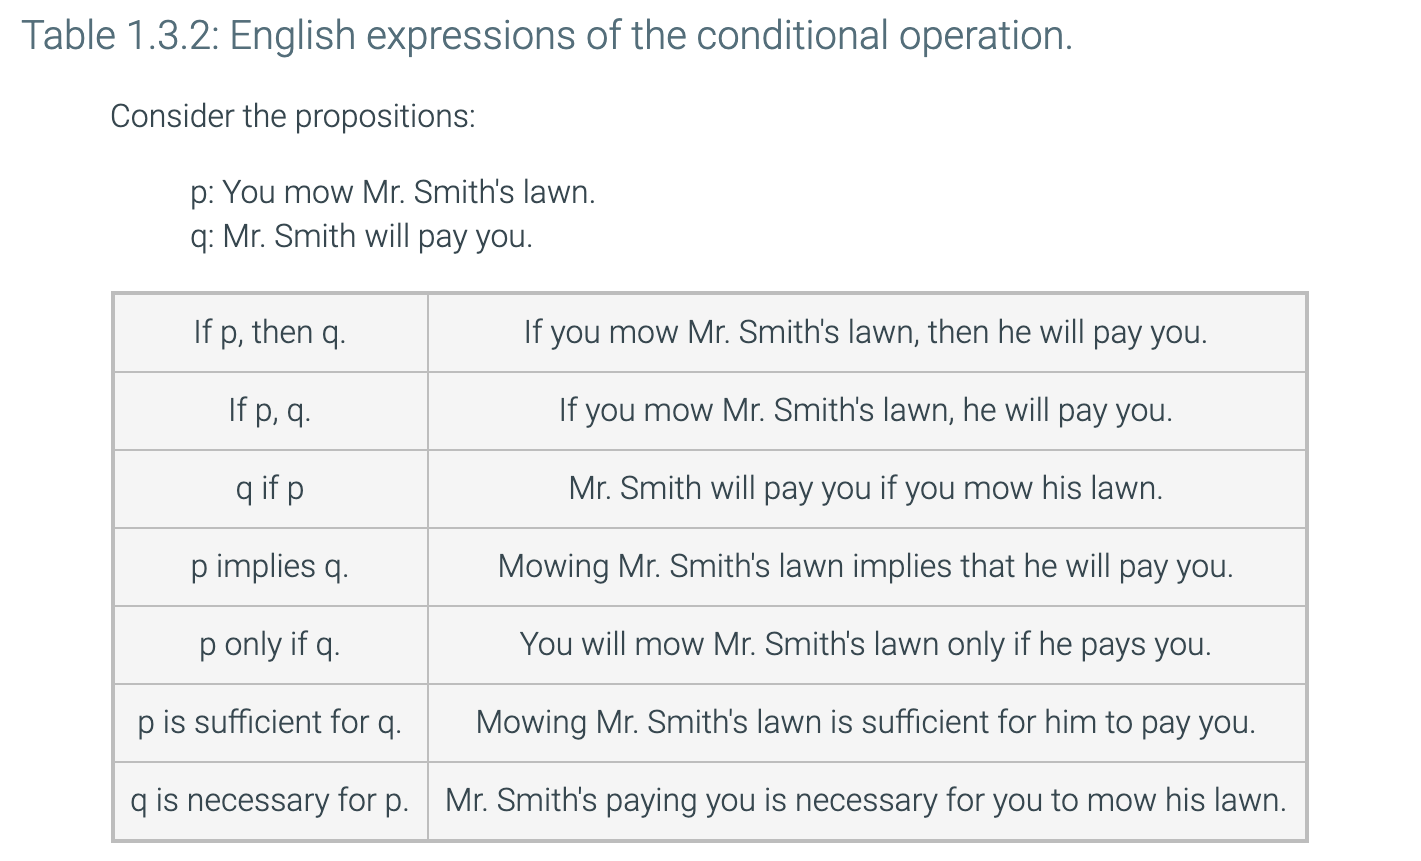 Table 1.3.2: English expressions of the conditional operation.
Consider the propositions:
p: You mow Mr. Smith's lawn.
q: Mr. Smith will pay you.
If p, then q. If you mow Mr. Smith's lawn, then he will pay you.
If p, q. If you mow Mr. Smith's lawn, he will pay you.
q if p Mr. Smith will pay you if you mow his lawn.
p implies q. Mowing Mr. Smith's lawn implies that he will pay you.
p only if q. You will mow Mr. Smith's lawn only if he pays you.
p is sufficient for q. Mowing Mr. Smith's lawn is sufficient for him to pay you.
q is necessary for p. Mr. Smith's paying you is necessary for you to mow his lawn.